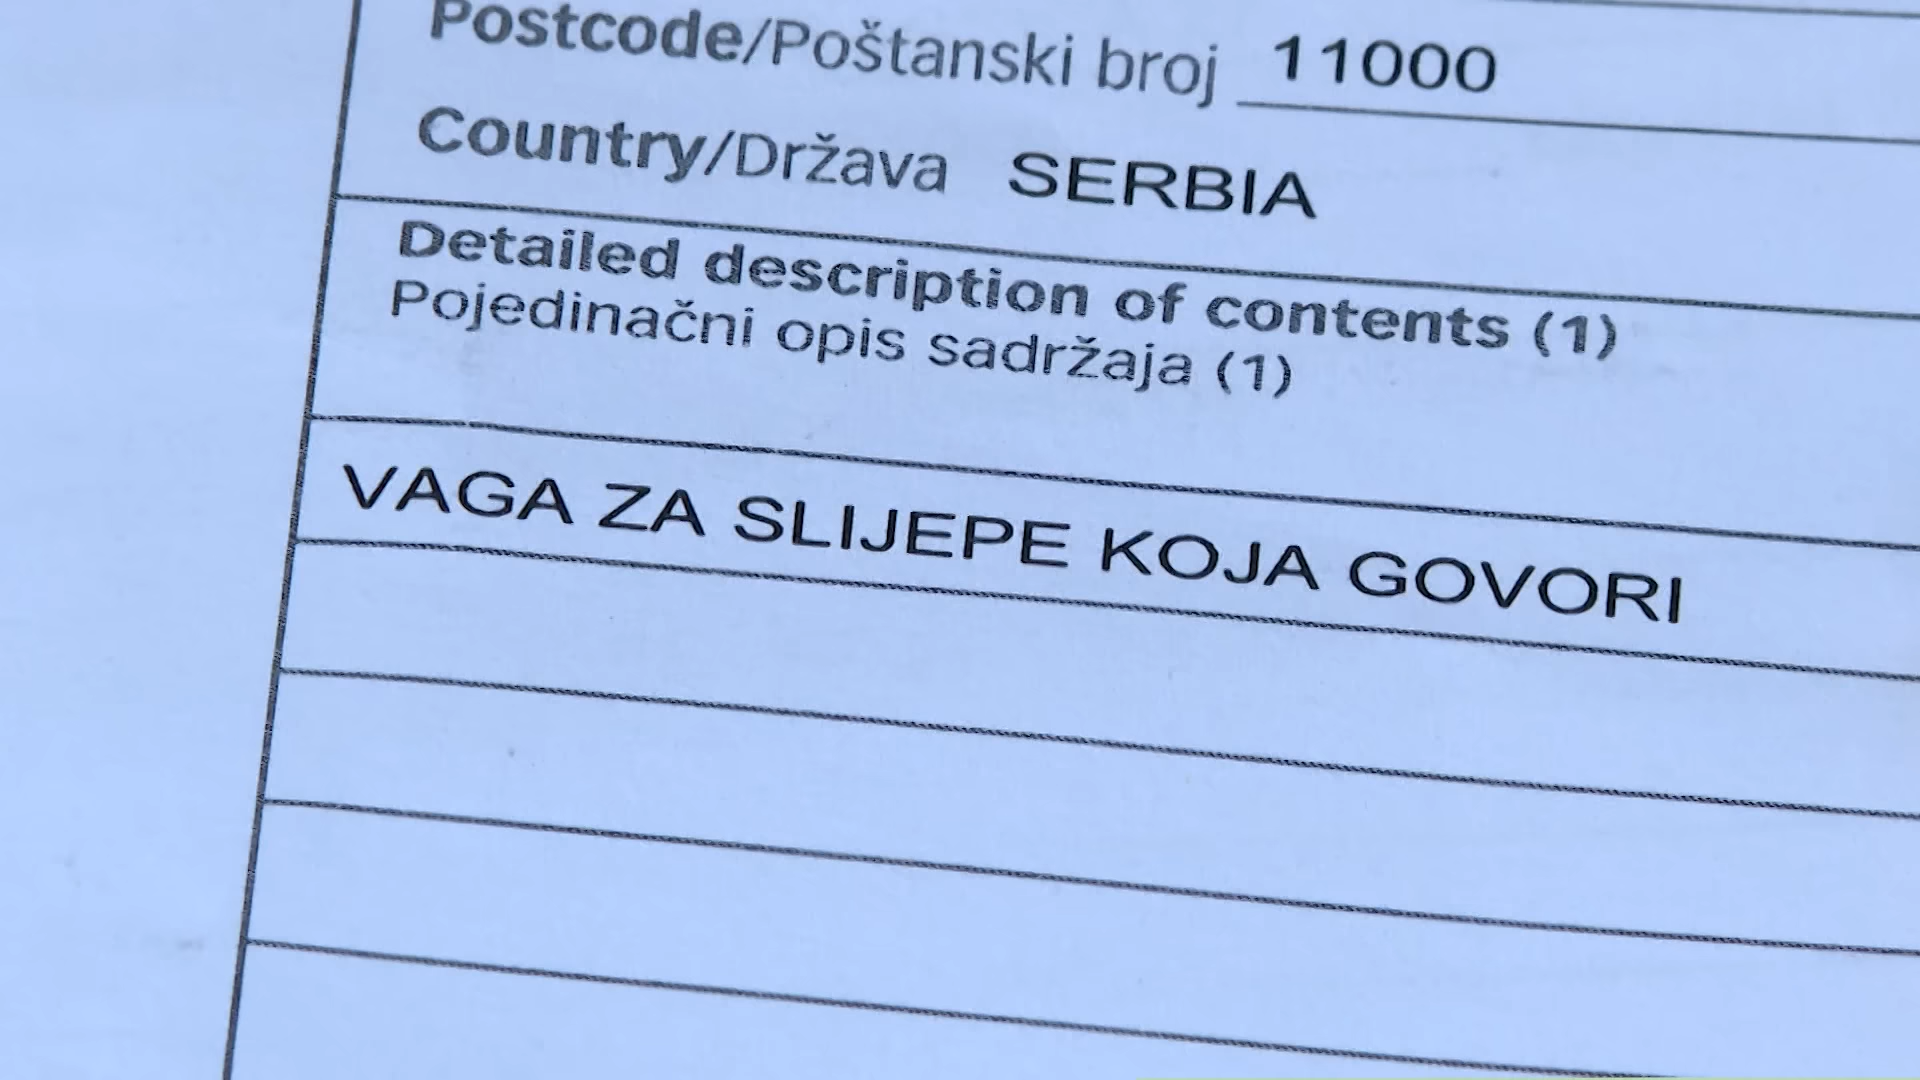 Postcode/Poštanski broj 11000
Country/Država SERBIA
Detailed description of contents (1)
Pojedinačni opis sadržaja (1)
VAGA ZA SLIJEPE KOJA GOVORI